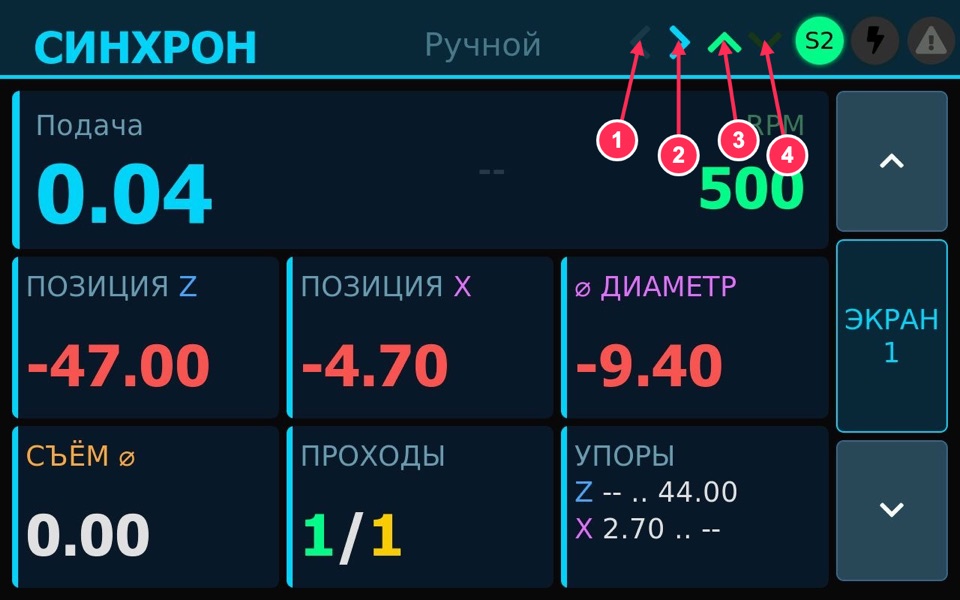 СИНХРОН
Ручной
S2
1
2
3
4
Подача
RPM
0.04
--
500
ПОЗИЦИЯ Z
ПОЗИЦИЯ X
⌀ ДИАМЕТР
ЭКРАН
1
-47.00
-4.70
-9.40
СЪЁМ ⌀
ПРОХОДЫ
УПОРЫ
Z -- .. 44.00
X 2.70 .. --
0.00
1/1